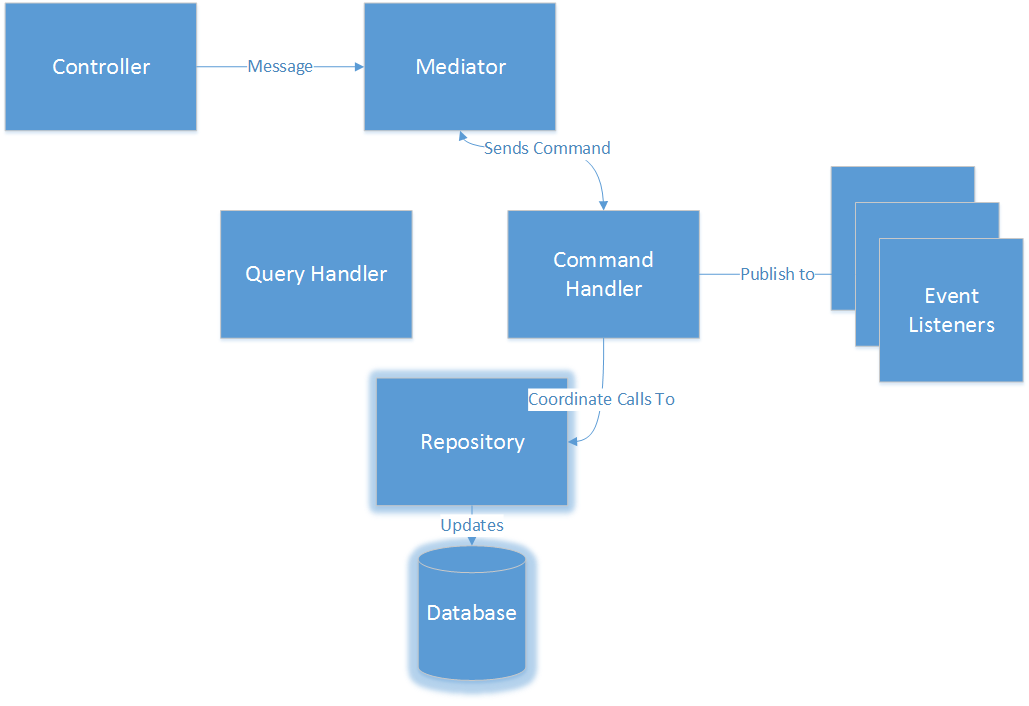 Controller
Message
Mediator
Sends Command
Query Handler
Command
Handler
Publish to
Event
Listeners
Coordinate Calls To
Repository
Updates
Database